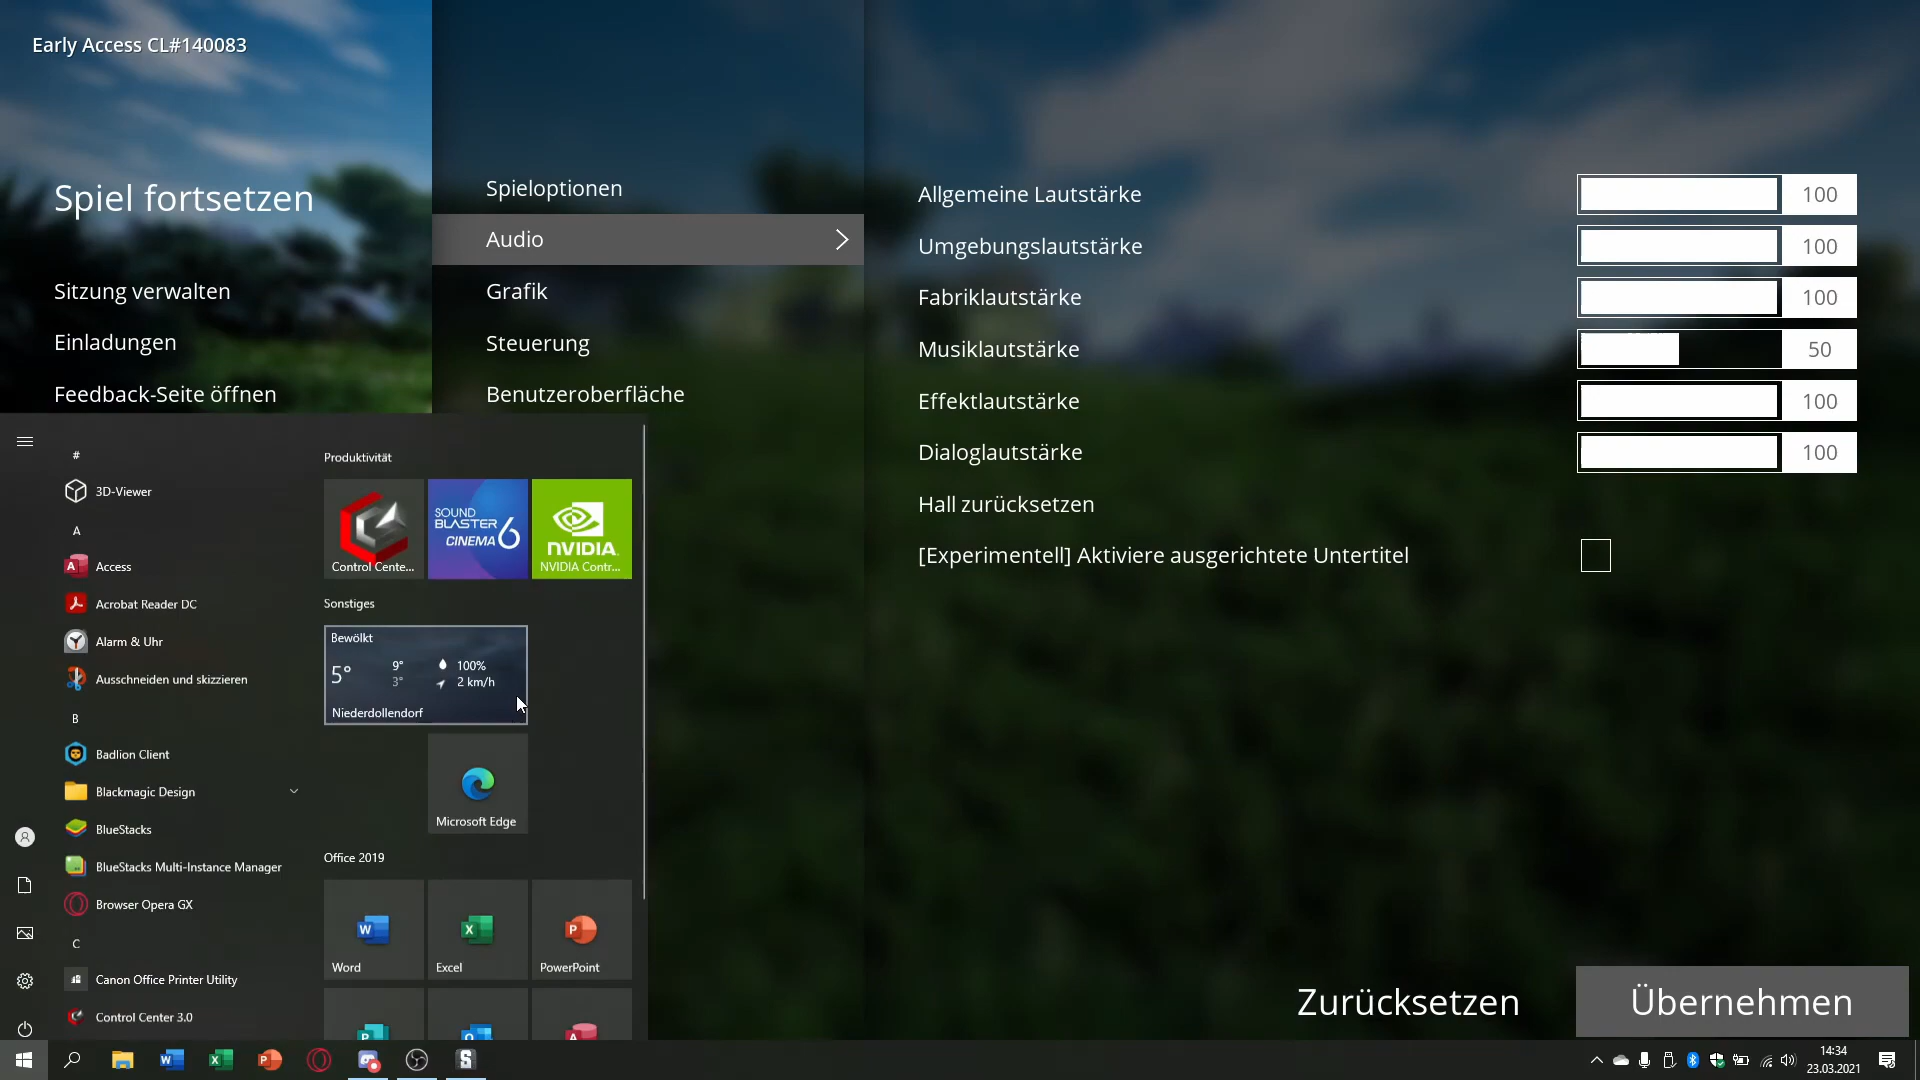 Early Access CL#140083
Spiel fortsetzen
Sitzung verwalten
Einladungen
Feedback-Seite öffnen
Spieloptionen
Audio
Grafik
Steuerung
Benutzeroberfläche
Allgemeine Lautstärke 100
Umgebungslautstärke 100
Fabriklautstärke 100
Musiklautstärke 50
Effektlautstärke 100
Dialoglautstärke 100
Hall zurücksetzen
[Experimentell] Aktiviere ausgerichtete Untertitel
Zurücksetzen
Übernehmen
#
3D-Viewer
A
Access
Acrobat Reader DC
Alarm & Uhr
Ausschneiden und skizzieren
B
Badlion Client
Blackmagic Design
BlueStacks
BlueStacks Multi-Instance Manager
Browser Opera GX
C
Canon Office Printer Utility
Control Center 3.0
Produktivität
Control Cente...
SOUND
BLASTER
CINEMA 6
NVIDIA.
NVIDIA Contr...
Sonstiges
Bewölkt
5° 9° 100%
3° 2 km/h
Niederdollendorf
Microsoft Edge
Office 2019
Word
Excel
PowerPoint
14:34
23.03.2021